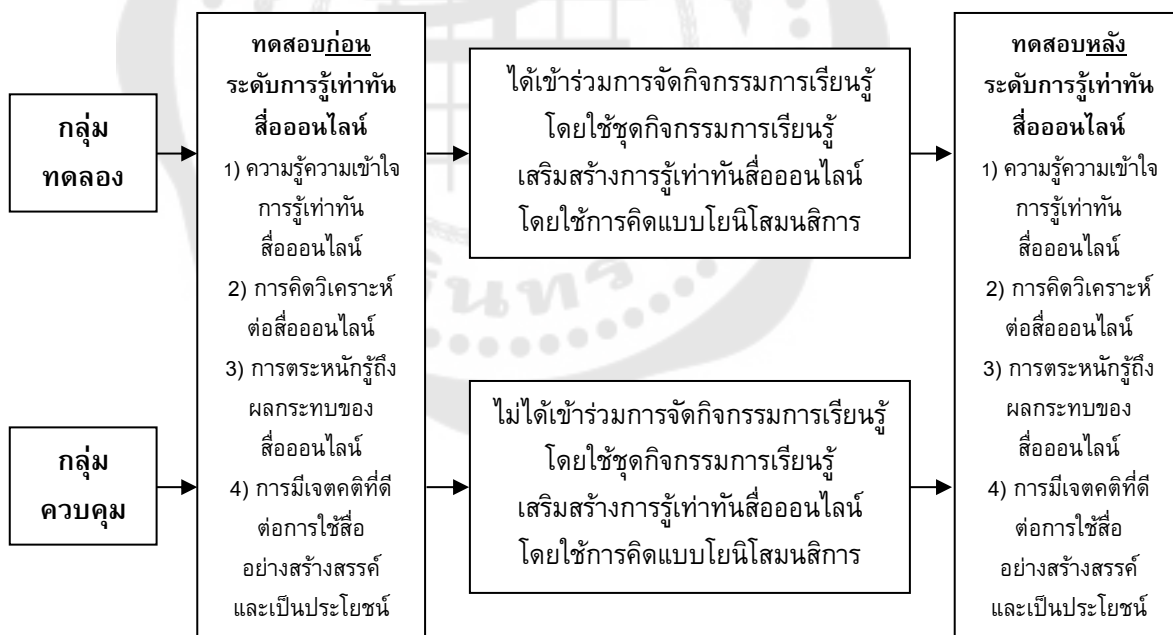 กลุ่ม
ทดลอง
กลุ่ม
ควบคุม
ทดสอบก่อน
ระดับการรู้เท่าทัน
สื่อออนไลน์
1) ความรู้ความเข้าใจ
การรู้เท่าทัน
สื่อออนไลน์
2) การคิดวิเคราะห์
ต่อสื่อออนไลน์
3) การตระหนักรู้ถึง
ผลกระทบของ
สื่อออนไลน์
4) การมีเจตคติที่ดี
ต่อการใช้สื่อ
อย่างสร้างสรรค์
และเป็นประโยชน์
ได้เข้าร่วมการจัดกิจกรรมการเรียนรู้
โดยใช้ชุดกิจกรรมการเรียนรู้
เสริมสร้างการรู้เท่าทันสื่อออนไลน์
โดยใช้การคิดแบบโยนิโสมนสิการ
ไม่ได้เข้าร่วมการจัดกิจกรรมการเรียนรู้
โดยใช้ชุดกิจกรรมการเรียนรู้
เสริมสร้างการรู้เท่าทันสื่อออนไลน์
โดยใช้การคิดแบบโยนิโสมนสิการ
ทดสอบหลัง
ระดับการรู้เท่าทัน
สื่อออนไลน์
1) ความรู้ความเข้าใจ
การรู้เท่าทัน
สื่อออนไลน์
2) การคิดวิเคราะห์
ต่อสื่อออนไลน์
3) การตระหนักรู้ถึง
ผลกระทบของ
สื่อออนไลน์
4) การมีเจตคติที่ดี
ต่อการใช้สื่อ
อย่างสร้างสรรค์
และเป็นประโยชน์